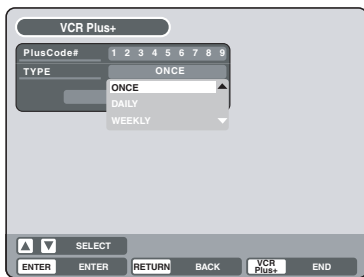 VCR Plus+
PlusCode# 1 2 3 4 5 6 7 8 9
TYPE ONCE
ONCE
DAILY
WEEKLY
SELECT
ENTER ENTER RETURN BACK VCR Plus+ END